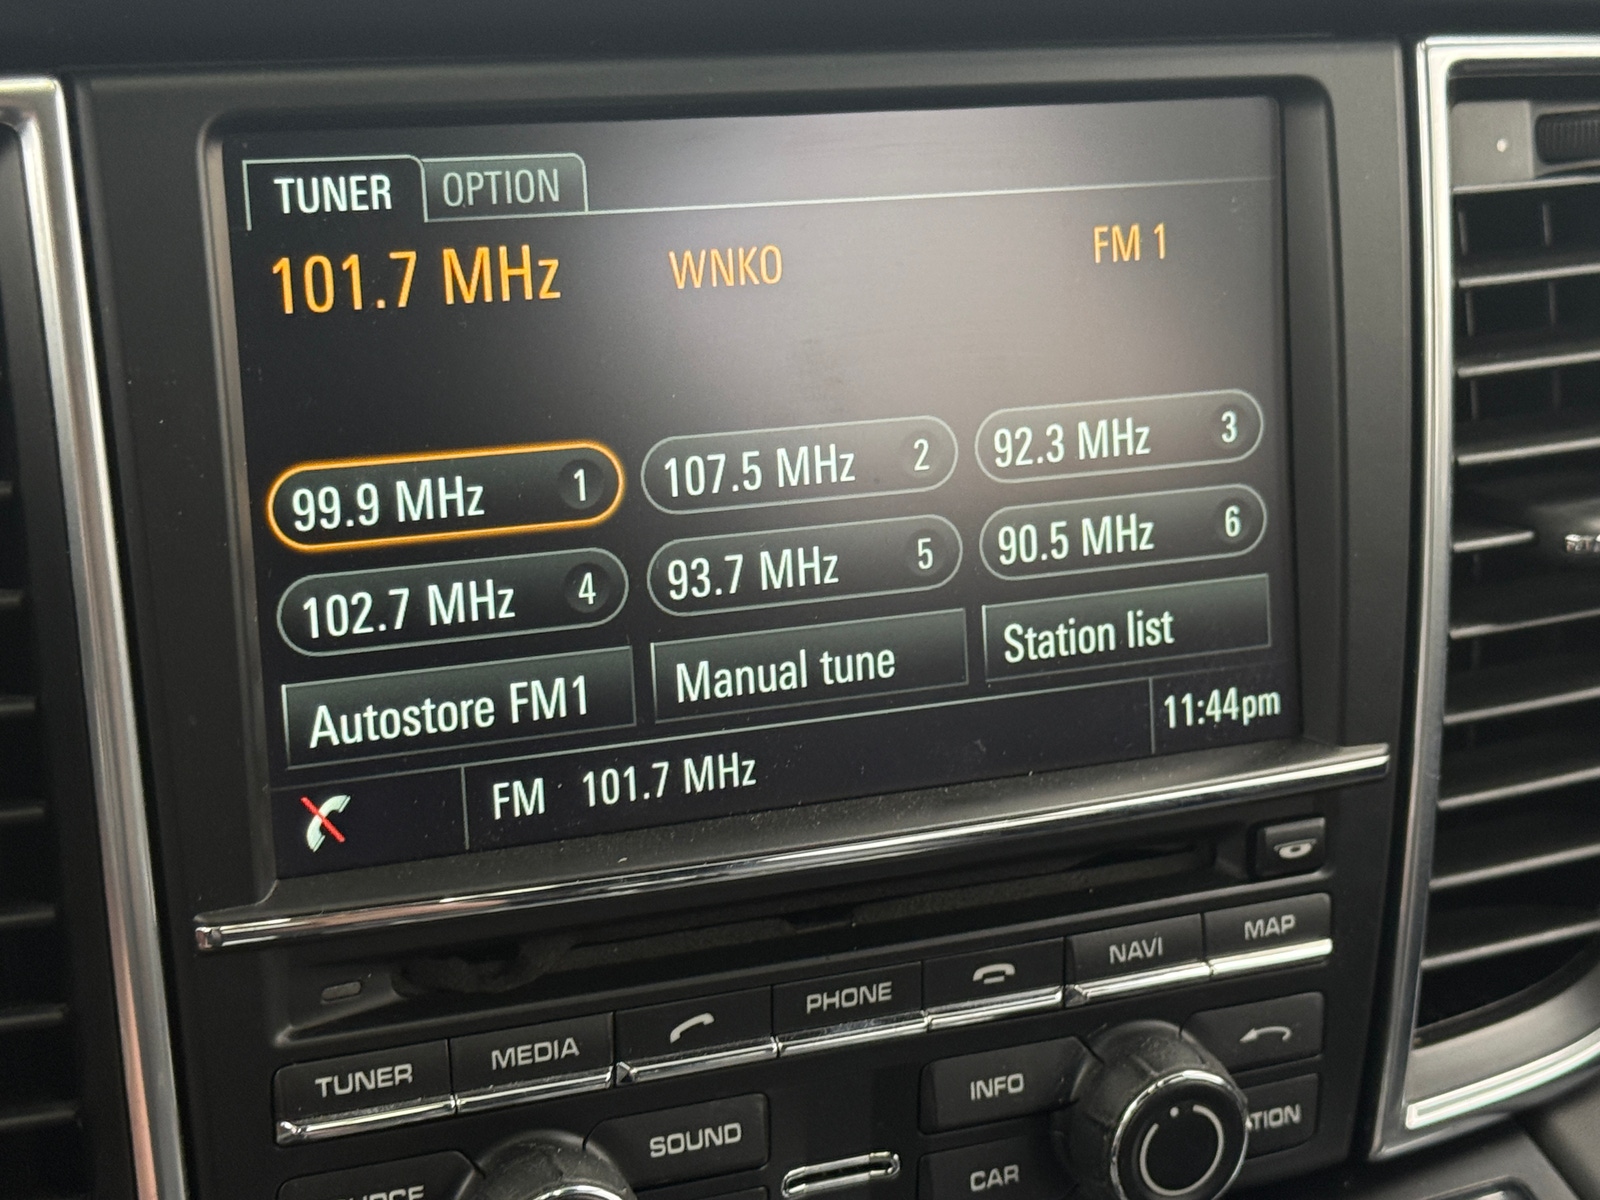 TUNER OPTION
101.7 MHz WNKO FM 1
99.9 MHz 1 107.5 MHz 2 92.3 MHz 3
102.7 MHz 4 93.7 MHz 5 90.5 MHz 6
Autostore FM1 Manual tune Station list
FM 101.7 MHz 11:44pm
TUNER MEDIA PHONE NAVI MAP
SOUND INFO
CAR